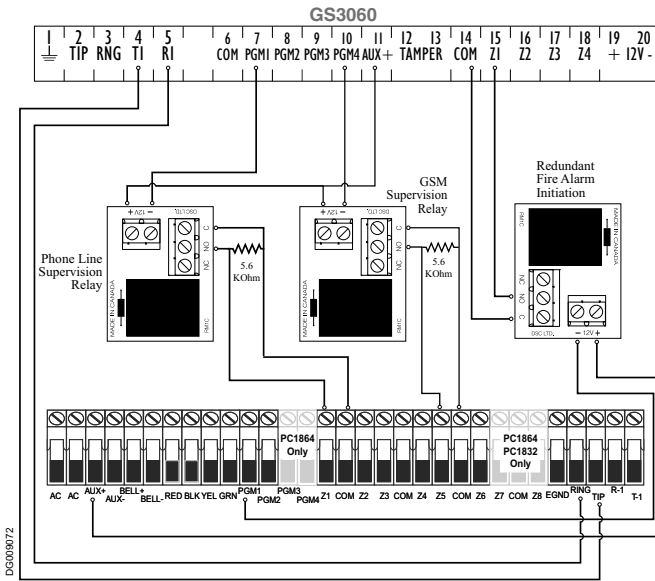 GS3060
1 2 3 4 5 6 7 8 9 10 11 12 13 14 15 16 17 18 19 20
TIP RNG T1 R1 COM PGM1 PGM2 PGM3 PGM4 AUX+ TAMPER COM Z1 Z2 Z3 Z4 + 12V -
GSM
Supervision
Relay
Redundant
Fire Alarm
Initiation
Phone Line
Supervision
Relay
+ 12V -
DSC LTD.
C
NO
NC
MADE IN CANADA
RM1C
5.6
KOhm
+ 12V -
DSC LTD.
C
NO
NC
MADE IN CANADA
RM1C
5.6
KOhm
RM1C
MADE IN CANADA
NC
NO
C
DSC LTD.
- 12V +
PC1864
Only
PC1864
PC1832
Only
AC AC AUX+ AUX- BELL+ BELL- RED BLK YEL GRN PGM1 PGM2 PGM3 PGM4 Z1 COM Z2 Z3 COM Z4 Z5 COM Z6 Z7 COM Z8 EGND RING TIP R-1 T-1
DG009072